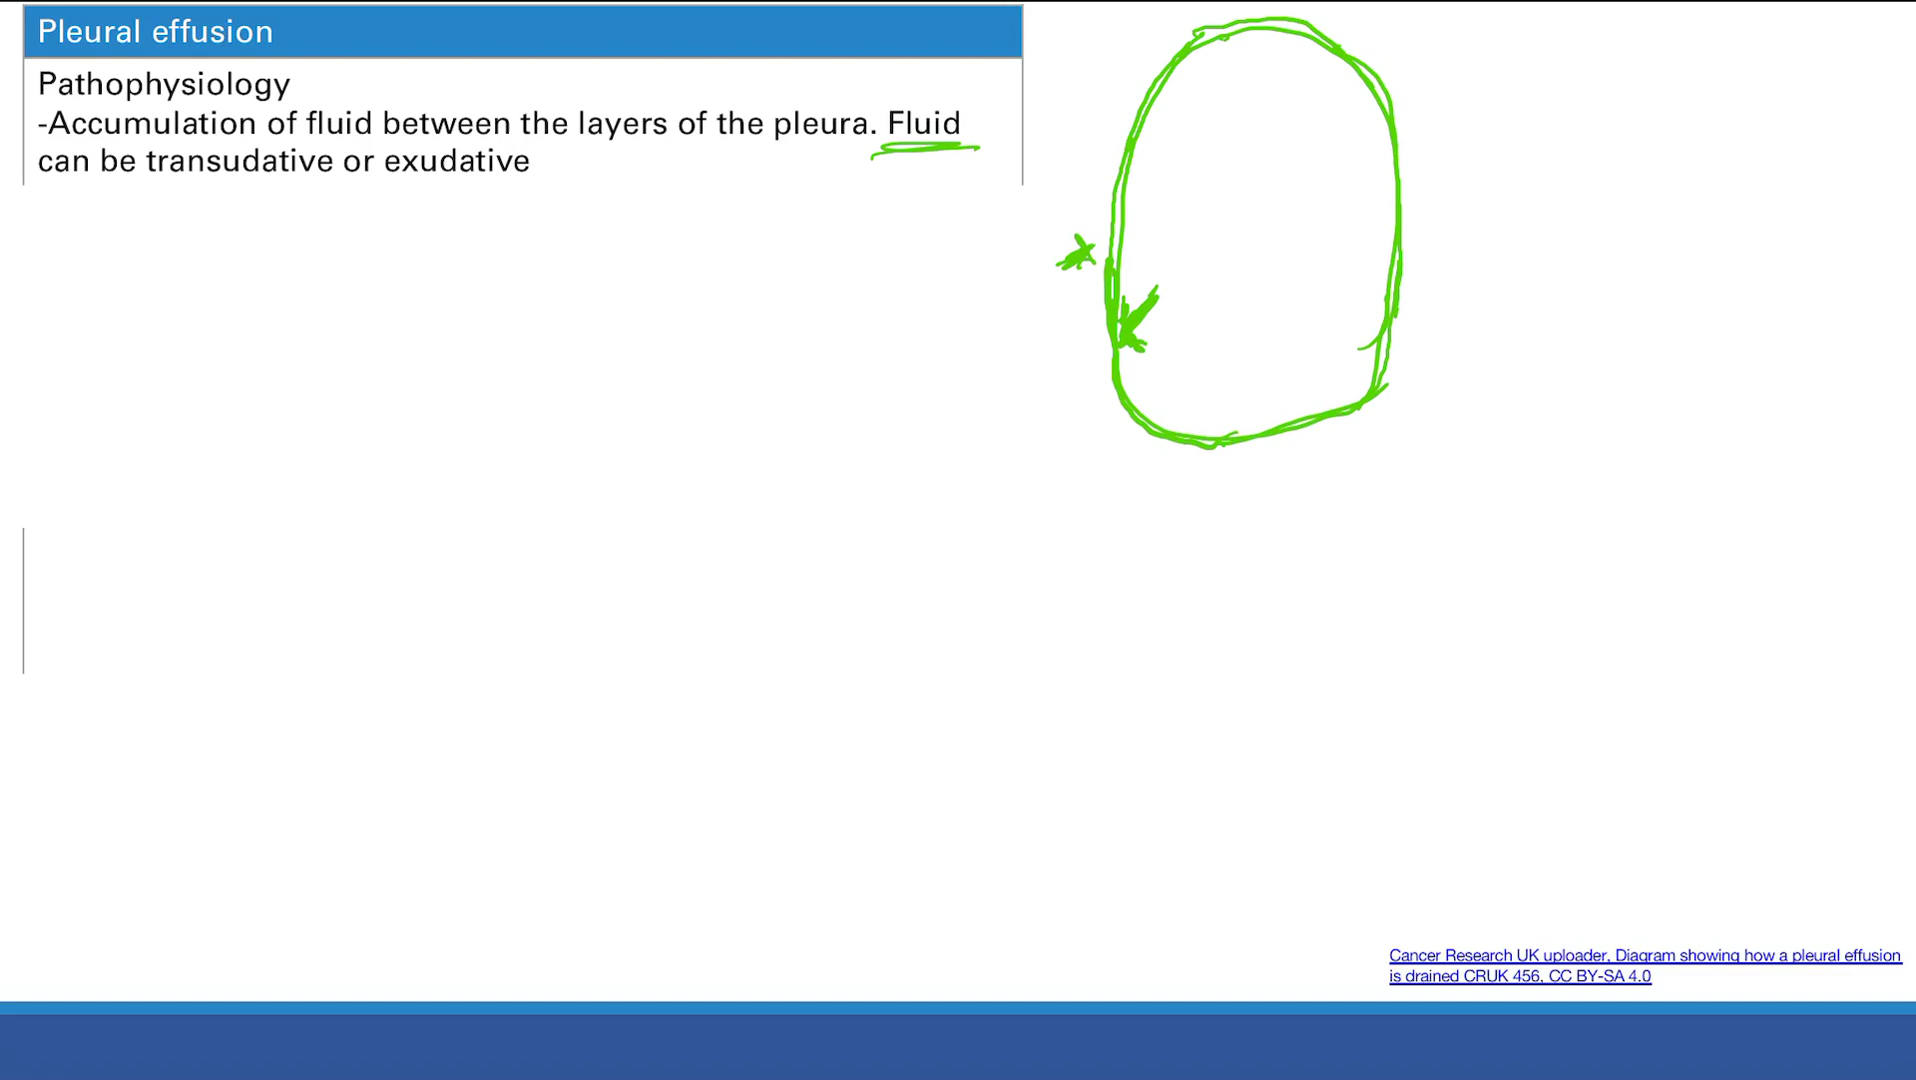 Pleural effusion
Pathophysiology
-Accumulation of fluid between the layers of the pleura. Fluid
can be transudative or exudative
Cancer Research UK uploader, Diagram showing how a pleural effusion
is drained CRUK 456, CC BY-SA 4.0